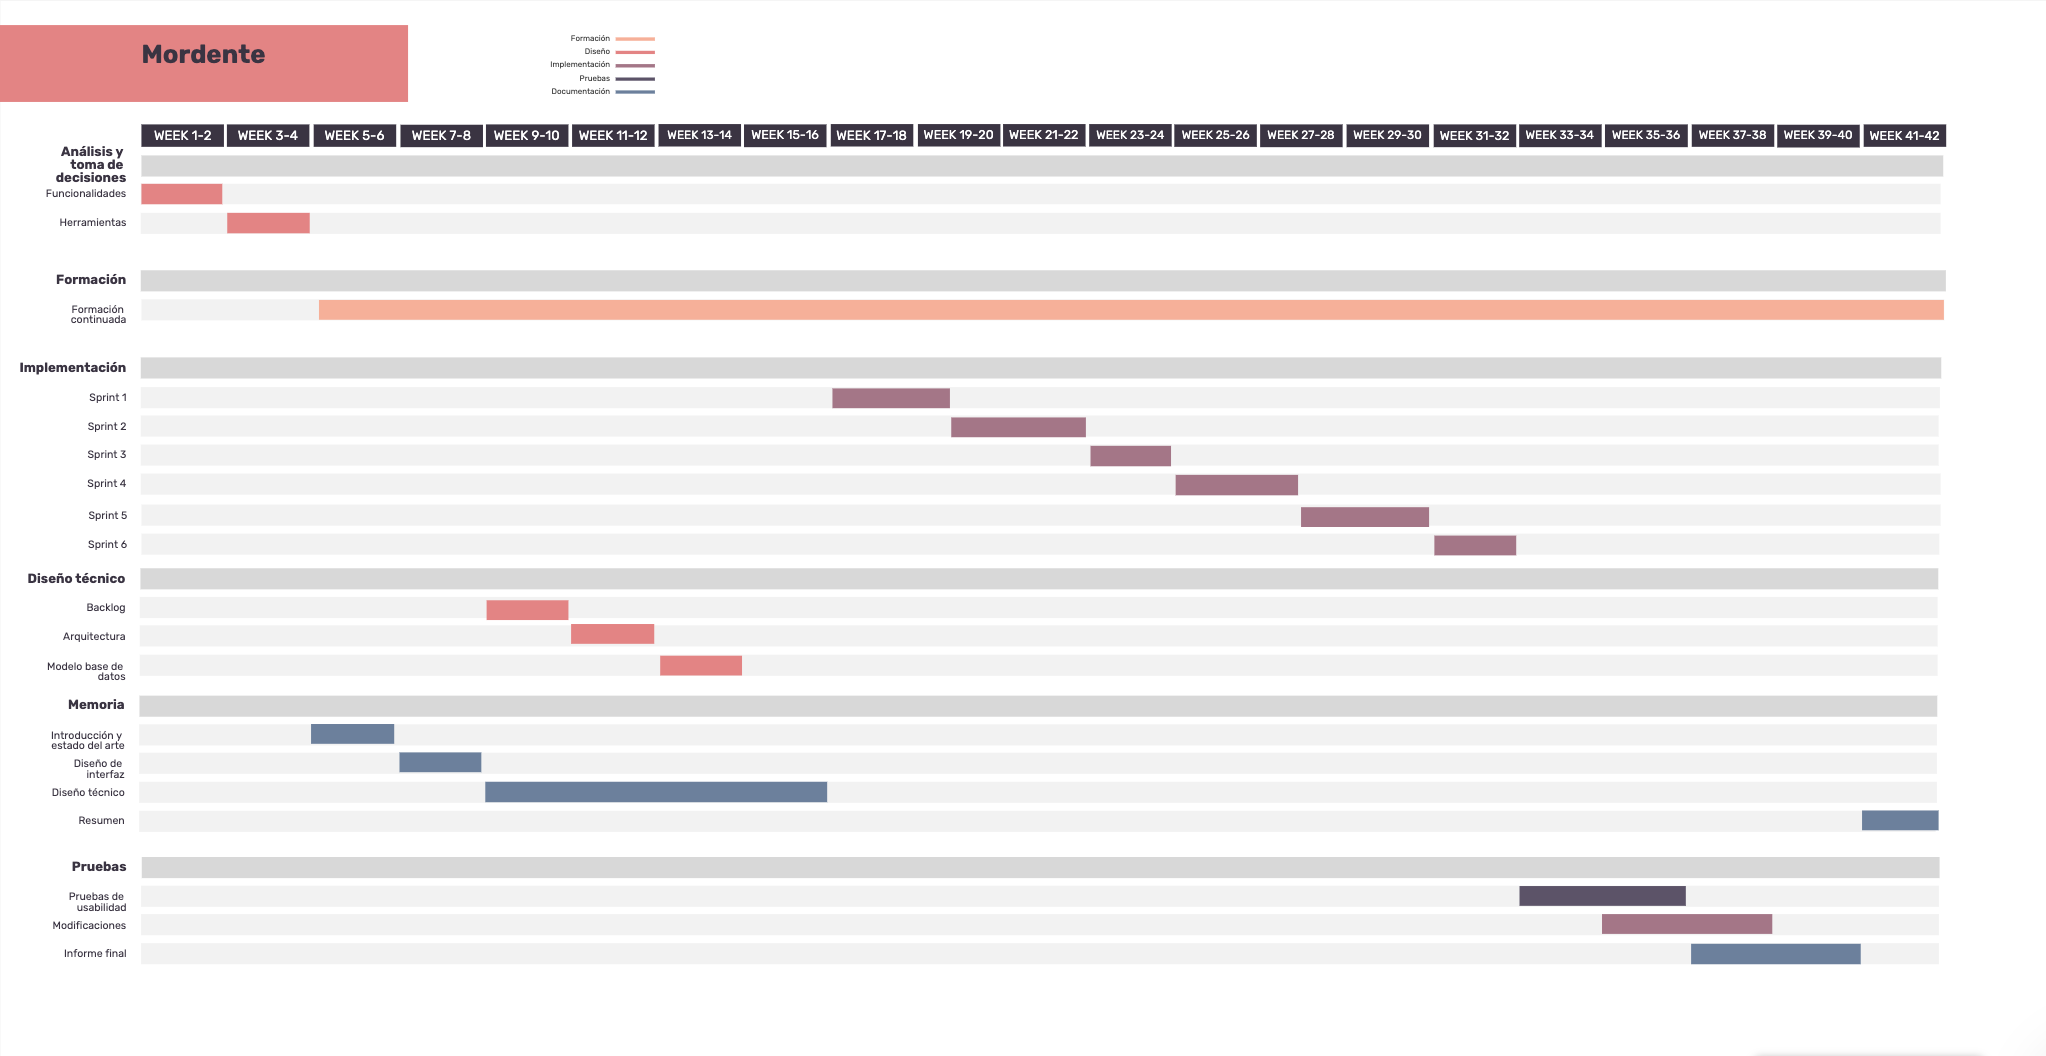 Mordente
Formación
Diseño
Implementación
Pruebas
Documentación
WEEK 1-2 WEEK 3-4 WEEK 5-6 WEEK 7-8 WEEK 9-10 WEEK 11-12 WEEK 13-14 WEEK 15-16 WEEK 17-18 WEEK 19-20 WEEK 21-22 WEEK 23-24 WEEK 25-26 WEEK 27-28 WEEK 29-30 WEEK 31-32 WEEK 33-34 WEEK 35-36 WEEK 37-38 WEEK 39-40 WEEK 41-42
Análisis y
toma de
decisiones
Funcionalidades
Herramientas
Formación
Formación
continuada
Implementación
Sprint 1
Sprint 2
Sprint 3
Sprint 4
Sprint 5
Sprint 6
Diseño técnico
Backlog
Arquitectura
Modelo base de
datos
Memoria
Introducción y
estado del arte
Diseño de
interfaz
Diseño técnico
Resumen
Pruebas
Pruebas de
usabilidad
Modificaciones
Informe final